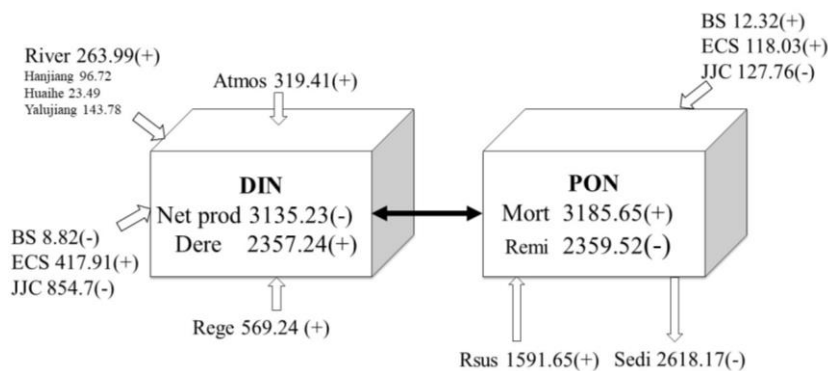 River 263.99(+)
Hanjiang 96.72
Huaihe 23.49
Yalujiang 143.78
Atmos 319.41(+)
BS 12.32(+)
ECS 118.03(+)
JJC 127.76(-)
DIN
Net prod 3135.23(-)
Dere 2357.24(+)
PON
Mort 3185.65(+)
Remi 2359.52(-)
BS 8.82(-)
ECS 417.91(+)
JJC 854.7(-)
Rege 569.24 (+)
Rsus 1591.65(+)
Sedi 2618.17(-)